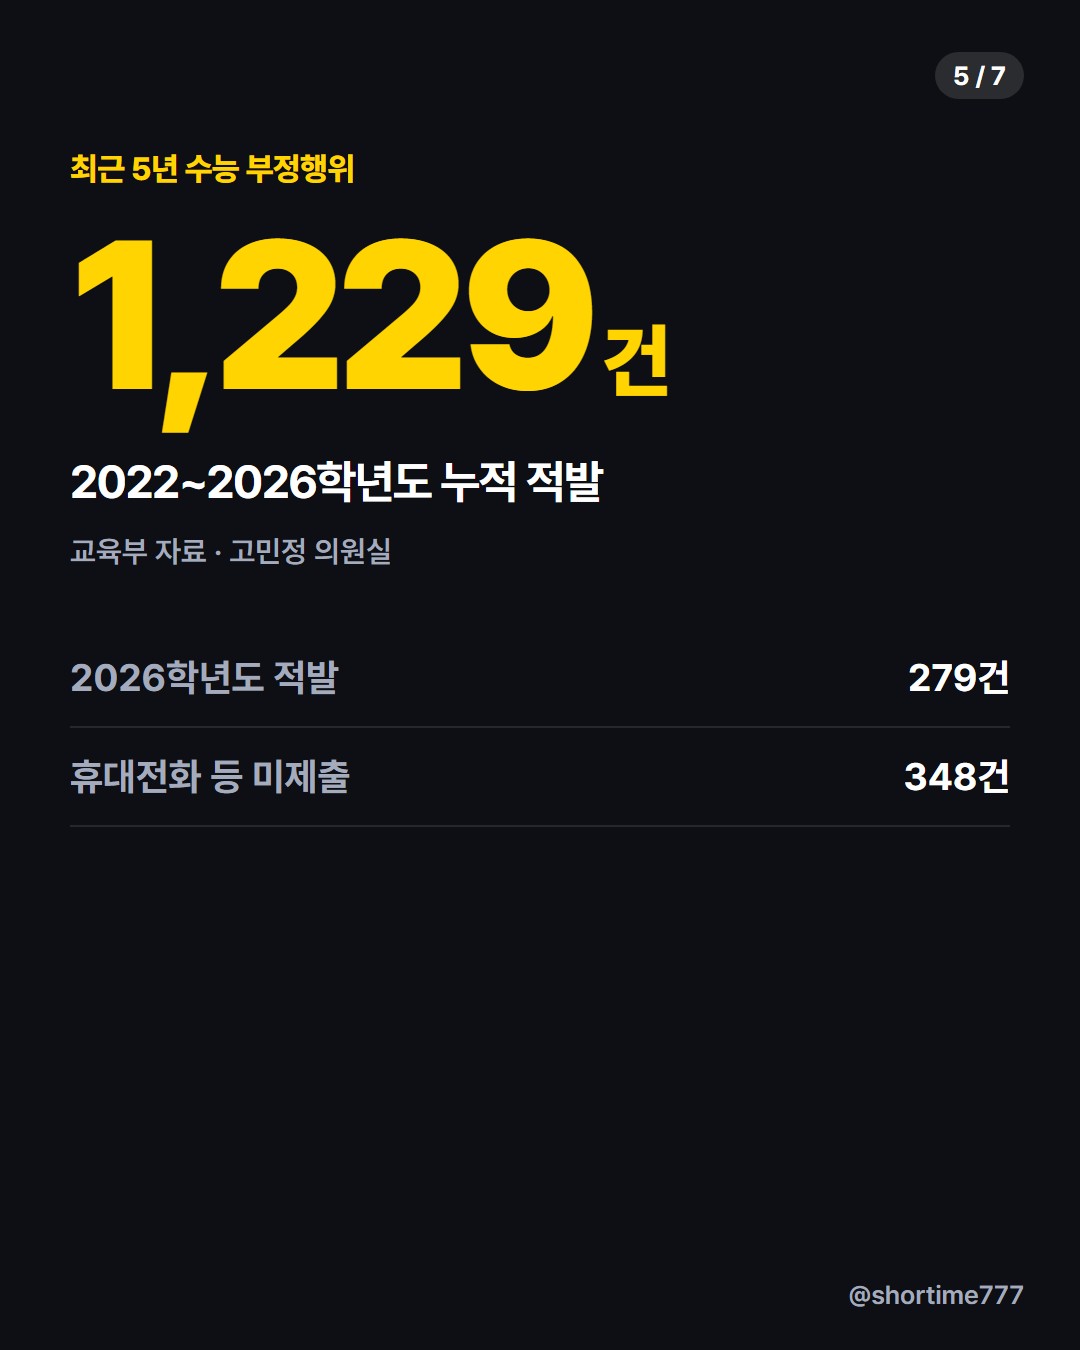 5 / 7
최근 5년 수능 부정행위
1,229건
2022~2026학년도 누적 적발
교육부 자료 · 고민정 의원실
2026학년도 적발 279건
휴대전화 등 미제출 348건
@shortime777